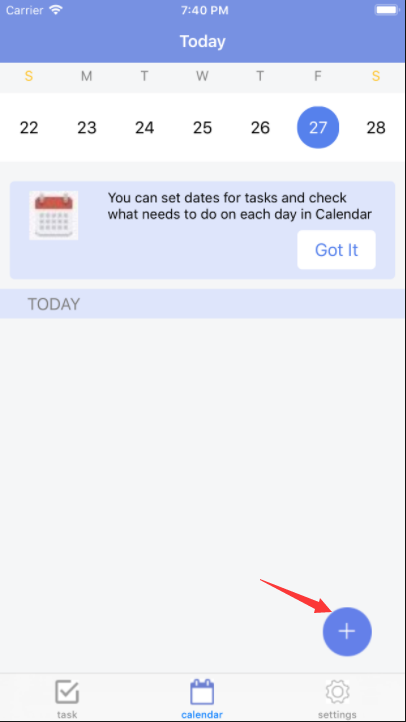 Carrier 7:40 PM
Today
S M T W T F S
22 23 24 25 26 27 28
You can set dates for tasks and check
what needs to do on each day in Calendar
Got It
TODAY
task calendar settings